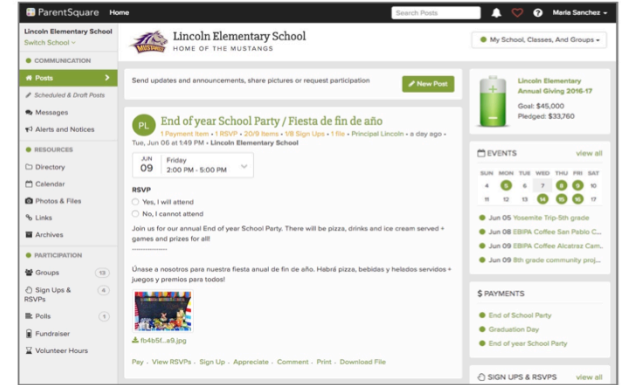 ParentSquare Home Search Posts Maria Sanchez
Lincoln Elementary School
Switch School
COMMUNICATION
Posts
Scheduled & Draft Posts
Messages
Alerts and Notices
RESOURCES
Directory
Calendar
Photos & Files
Links
Archives
PARTICIPATION
Groups 13
Sign Ups & 4
RSVPs
Polls 1
Fundraiser
Volunteer Hours
MUSTANGS
Lincoln Elementary School
HOME OF THE MUSTANGS
My School, Classes, And Groups
Send updates and announcements, share pictures or request participation
New Post
PL
End of year School Party / Fiesta de fin de año
1 Payment Item • 1 RSVP • 20/9 Items • 1/8 Sign Ups • 1 file • Principal Lincoln • a day ago •
Tue, Jun 06 at 1:49 PM • Lincoln Elementary School
JUN Friday
09 2:00 PM - 5:00 PM
RSVP
Yes, I will attend
No, I cannot attend
Join us for our annual End of year School Party. There will be pizza, drinks and ice cream served +
games and prizes for all!
Únase a nosotros para nuestra fiesta anual de fin de año. Habrá pizza, bebidas y helados servidos +
juegos y premios para todos!
fb4b5f...e9.jpg
Pay . View RSVPs . Sign Up . Appreciate . Comment . Print . Download File
Lincoln Elementary
Annual Giving 2016-17
Goal: $45,000
Pledged: $33,760
EVENTS view all
SUN MON TUE WED THU FRI SAT
4 5 6 7 8 9 10
11 12 13 14 15 16 17
Jun 05 Yosemite Trip-5th grade
Jun 08 EBIPA Coffee San Pablo C...
Jun 09 EBIPA Coffee Alcatraz Cam..
Jun 09 8th grade community proj...
$ PAYMENTS
End of School Party
Graduation Day
End of year School Party
SIGN UPS & RSVPS view all